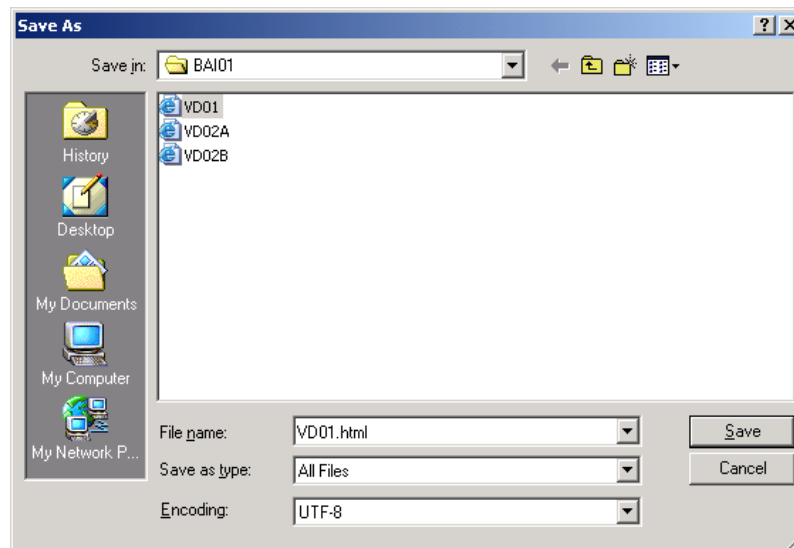 Save As
Save in: BAI01
VD01
VD02A
VD02B
History
Desktop
My Documents
My Computer
My Network P...
File name: VD01.html
Save
Save as type: All Files
Cancel
Encoding: UTF-8